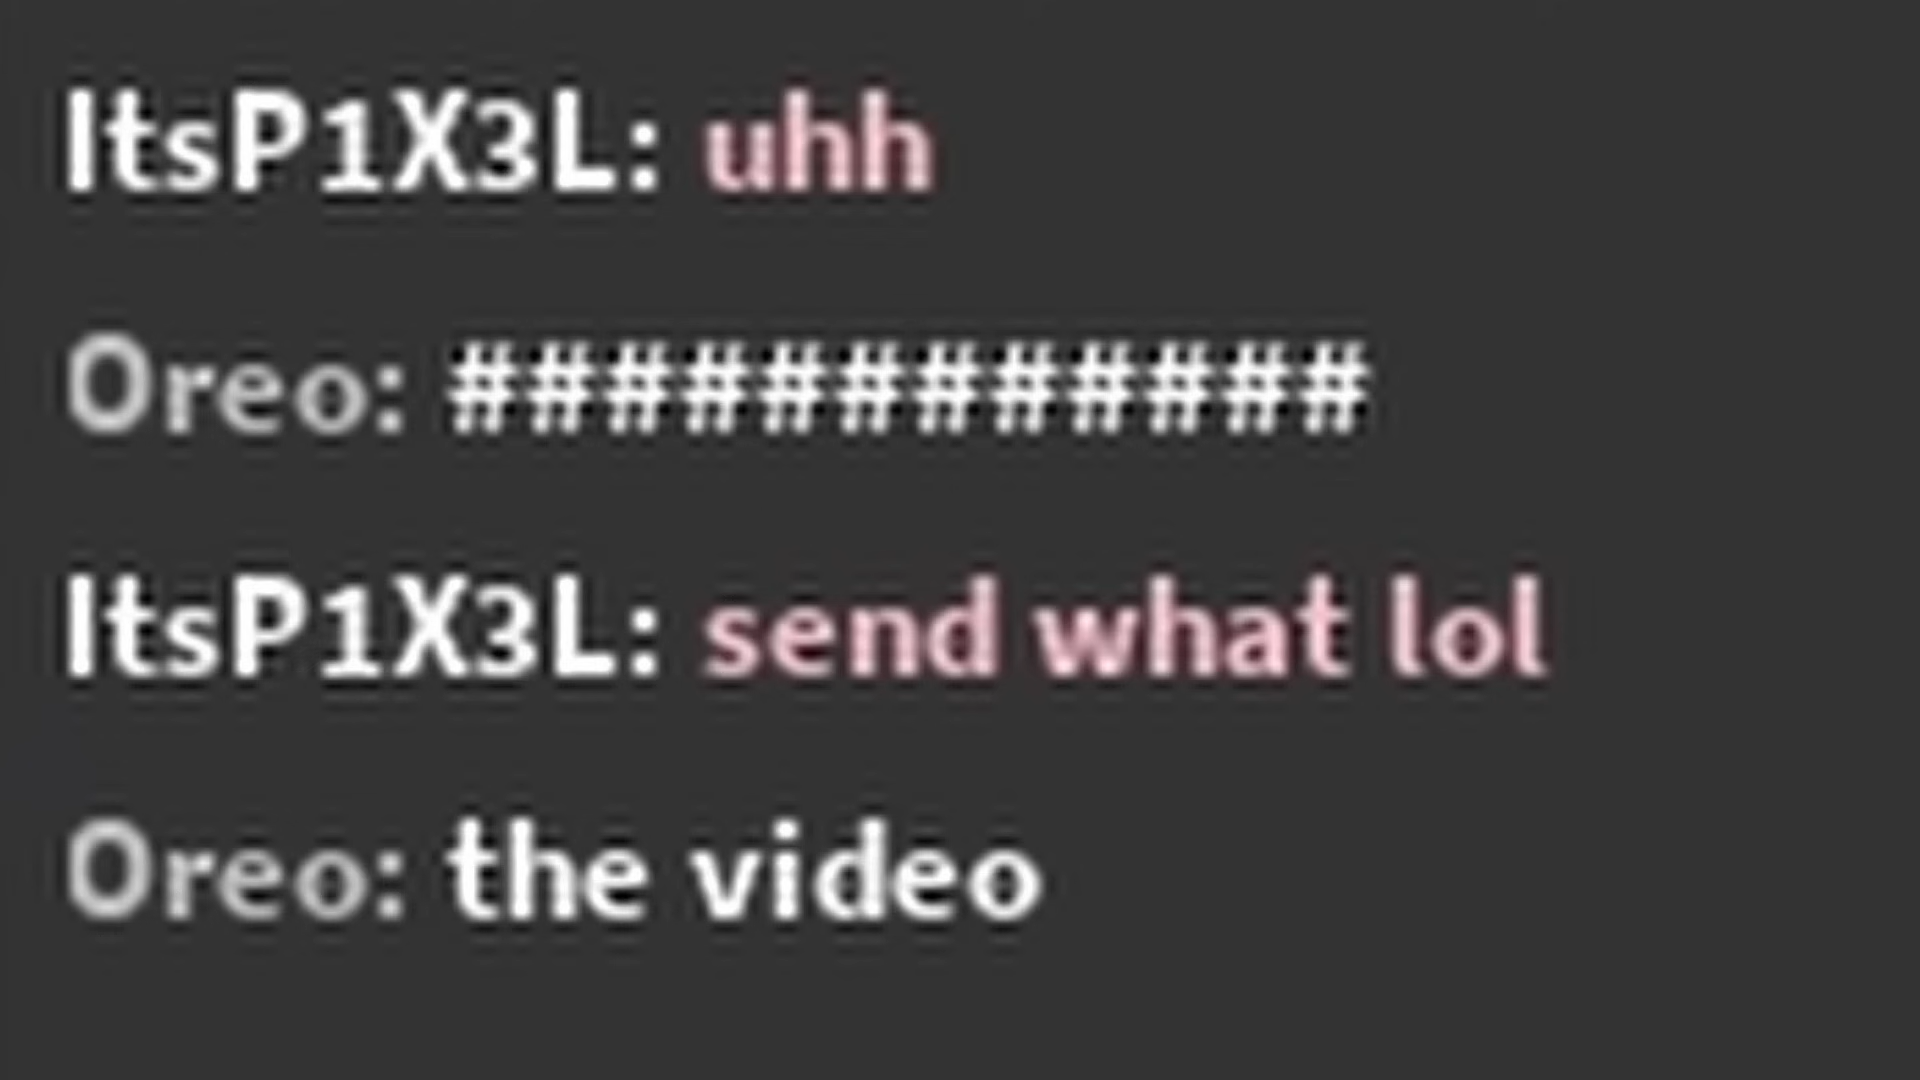 ItsP1X3L: uhh
Oreo: ############
ItsP1X3L: send what lol
Oreo: the video